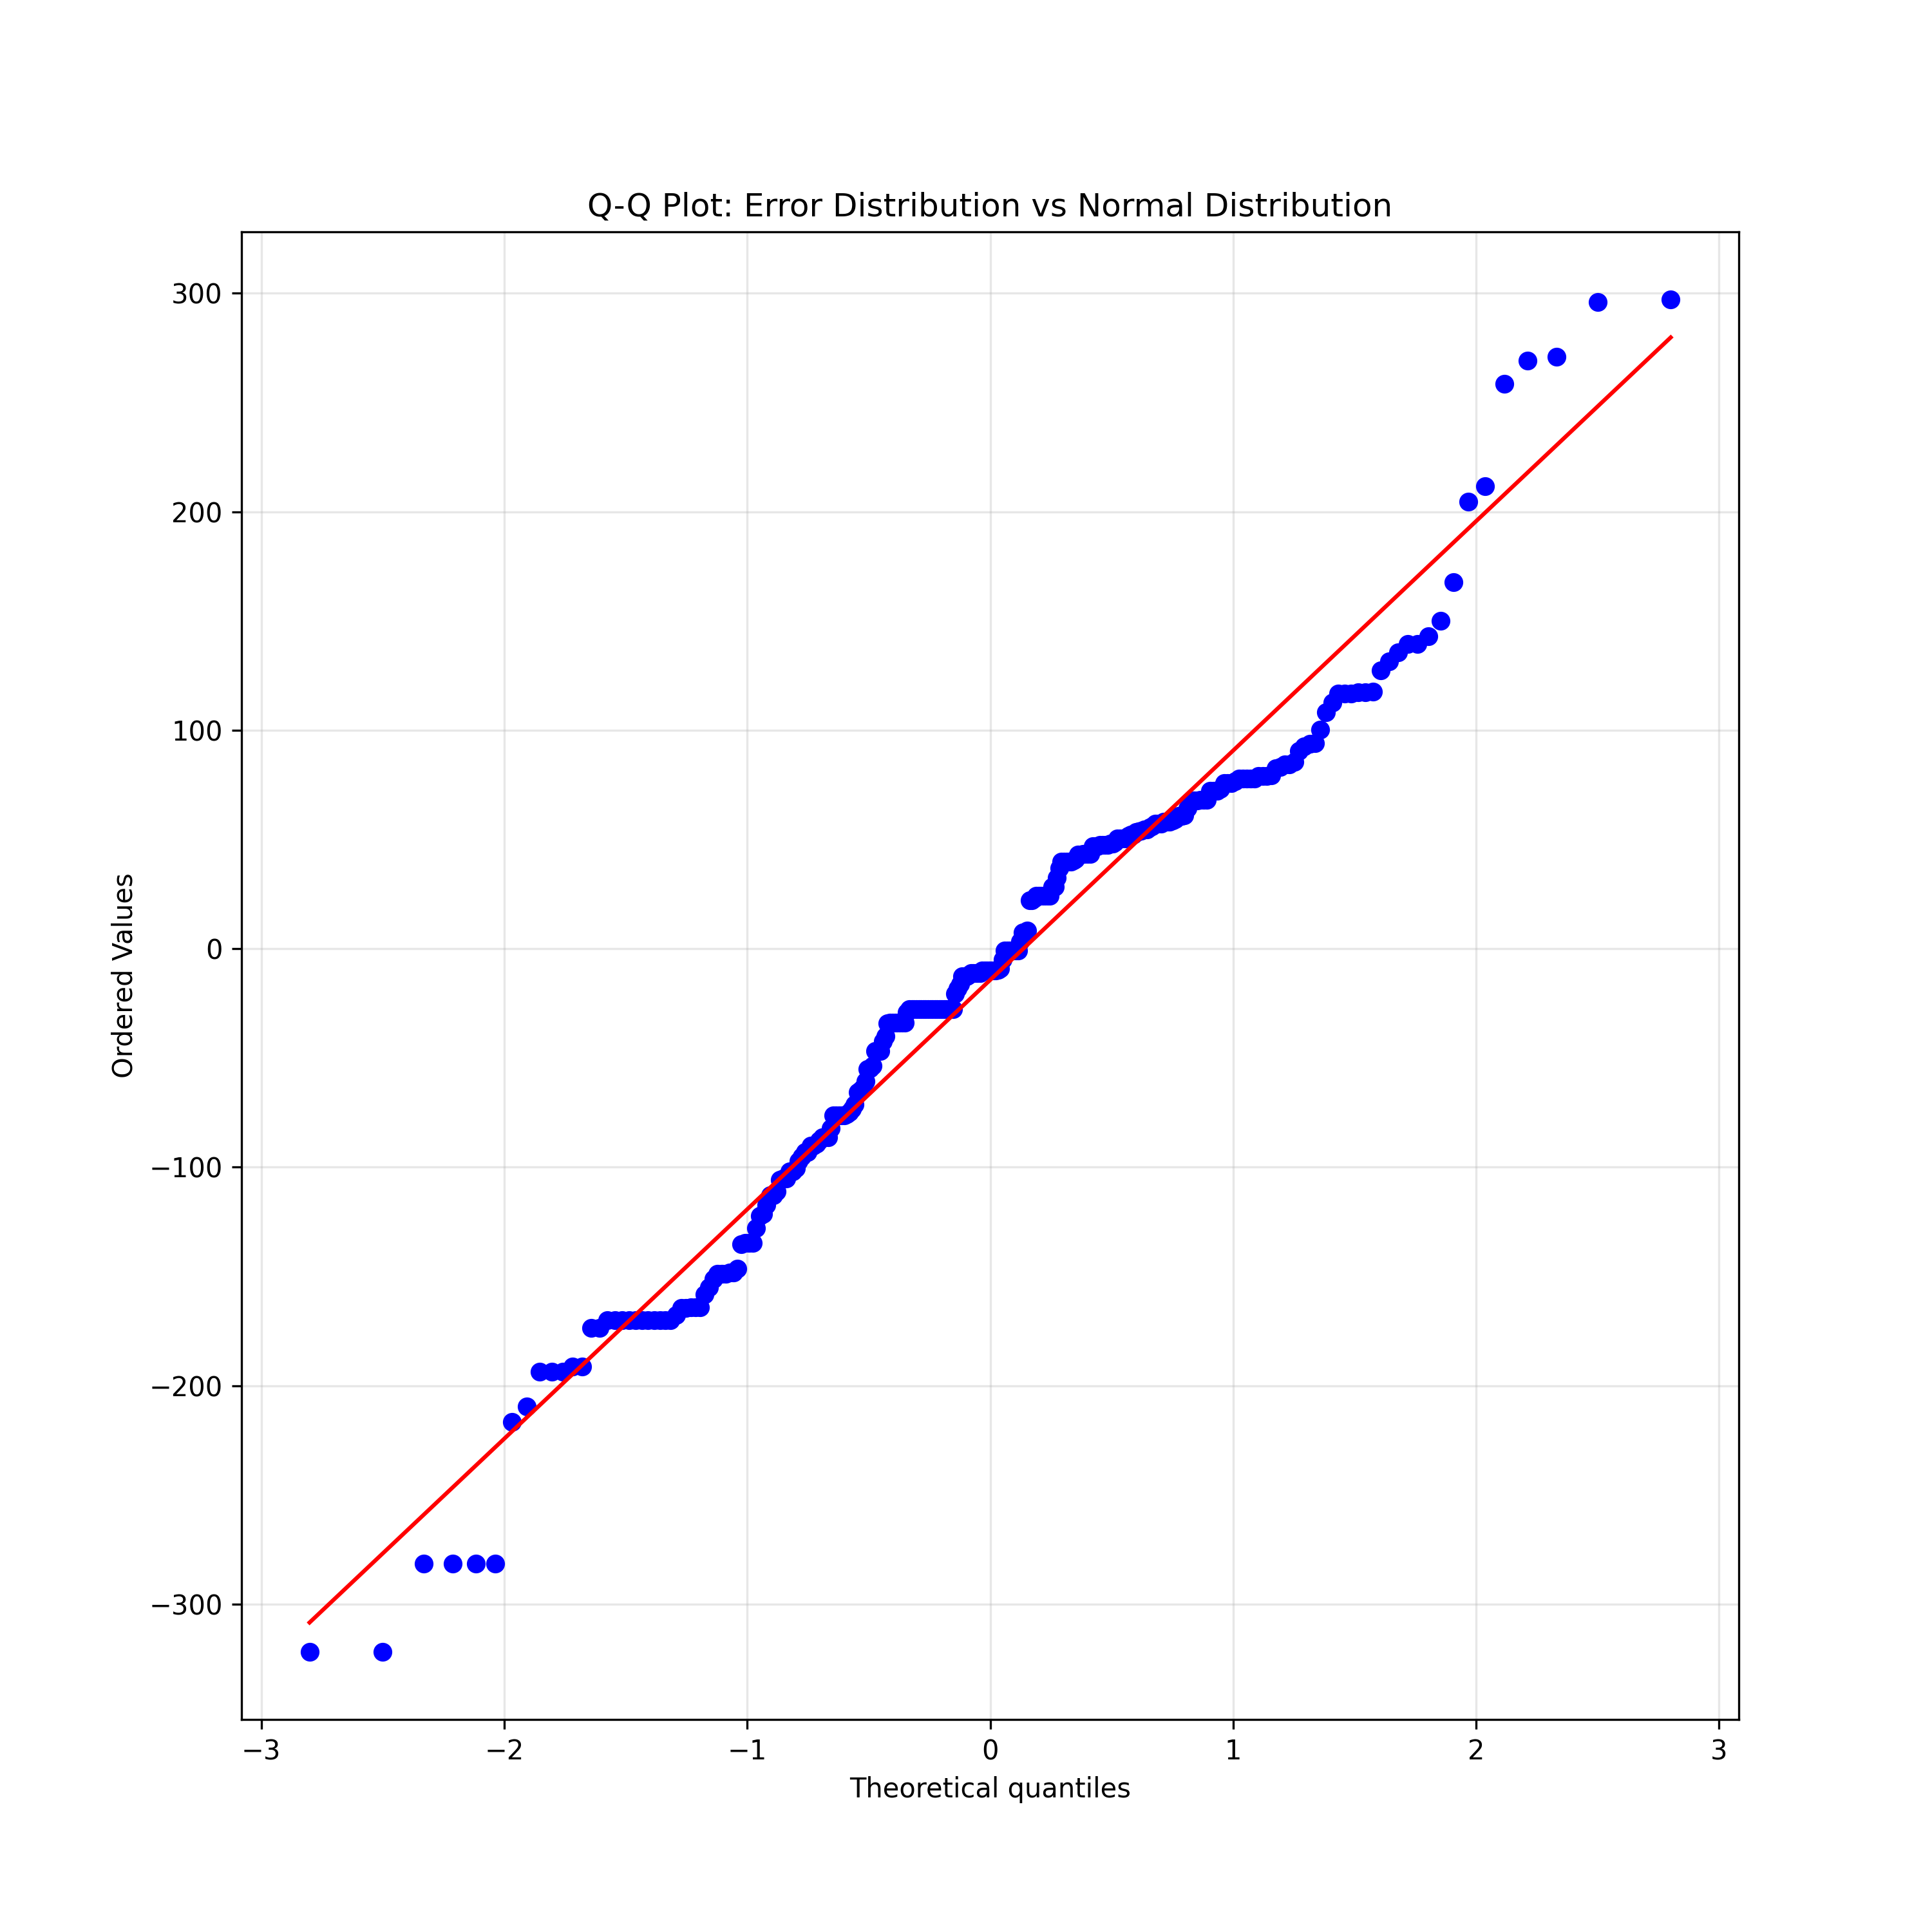 Q-Q Plot: Error Distribution vs Normal Distribution
300
200
100
0
−100
−200
−300
Ordered Values
−3 −2 −1 0 1 2 3
Theoretical quantiles